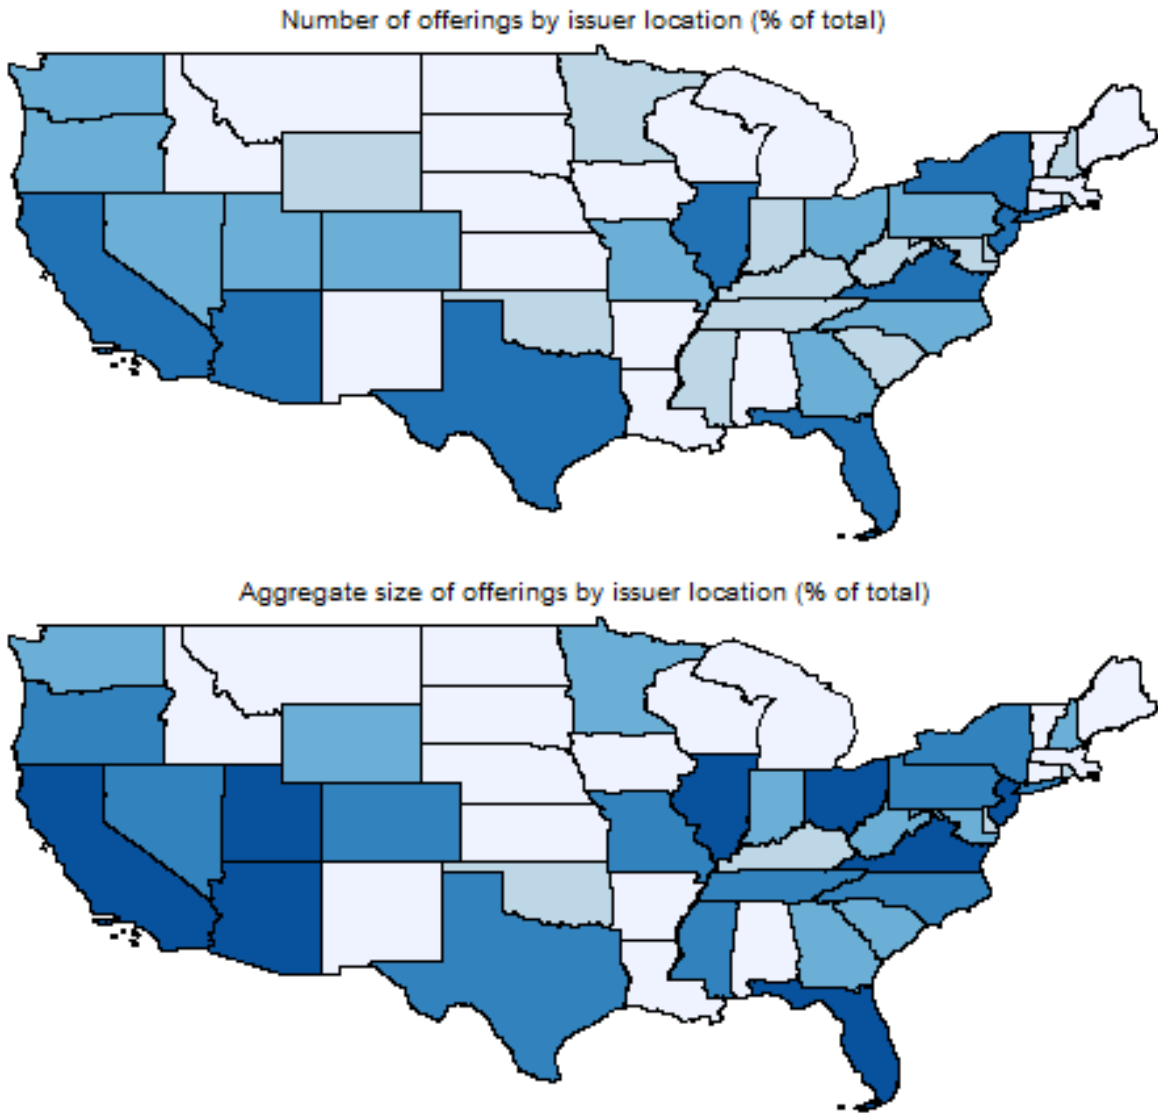 Number of offerings by issuer location (% of total)
Aggregate size of offerings by issuer location (% of total)